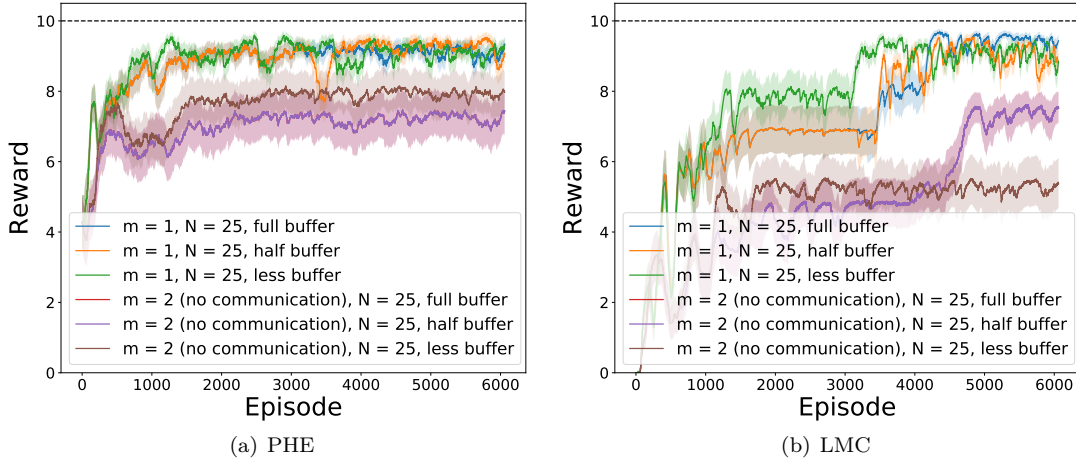 10
8
6
4
2
0
Reward
m = 1, N = 25, full buffer
m = 1, N = 25, half buffer
m = 1, N = 25, less buffer
m = 2 (no communication), N = 25, full buffer
m = 2 (no communication), N = 25, half buffer
m = 2 (no communication), N = 25, less buffer
0 1000 2000 3000 4000 5000 6000
Episode
(a) PHE
10
8
6
4
2
0
Reward
m = 1, N = 25, full buffer
m = 1, N = 25, half buffer
m = 1, N = 25, less buffer
m = 2 (no communication), N = 25, full buffer
m = 2 (no communication), N = 25, half buffer
m = 2 (no communication), N = 25, less buffer
0 1000 2000 3000 4000 5000 6000
Episode
(b) LMC